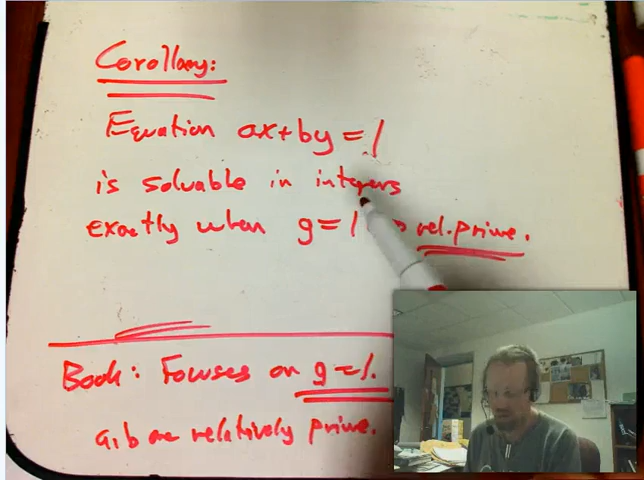 Corollary:
Equation ax+by=1
is solvable in integers
exactly when g=1 rel.prime.
Book: Focuses on g=1.
a,b are relatively prime.